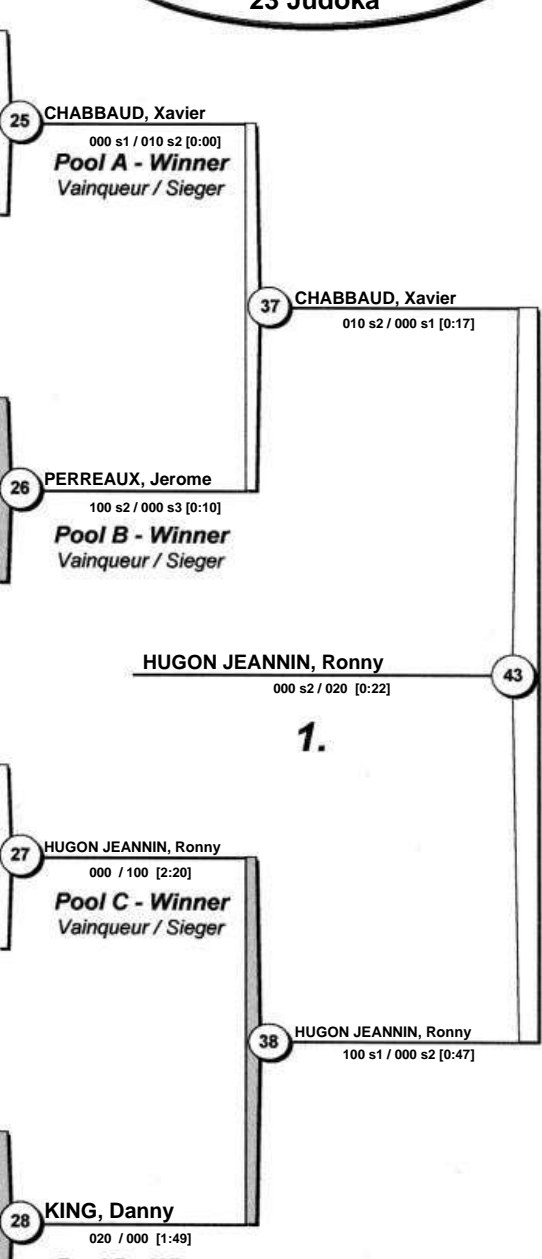 23 Judoka
25 CHABBAUD, Xavier
000 s1 / 010 s2 [0:00]
Pool A - Winner
Vainqueur / Sieger
37 CHABBAUD, Xavier
010 s2 / 000 s1 [0:17]
26 PERREAUX, Jerome
100 s2 / 000 s3 [0:10]
Pool B - Winner
Vainqueur / Sieger
HUGON JEANNIN, Ronny 43
000 s2 / 020 [0:22]
1.
27 HUGON JEANNIN, Ronny
000 / 100 [2:20]
Pool C - Winner
Vainqueur / Sieger
38 HUGON JEANNIN, Ronny
100 s1 / 000 s2 [0:47]
28 KING, Danny
020 / 000 [1:49]